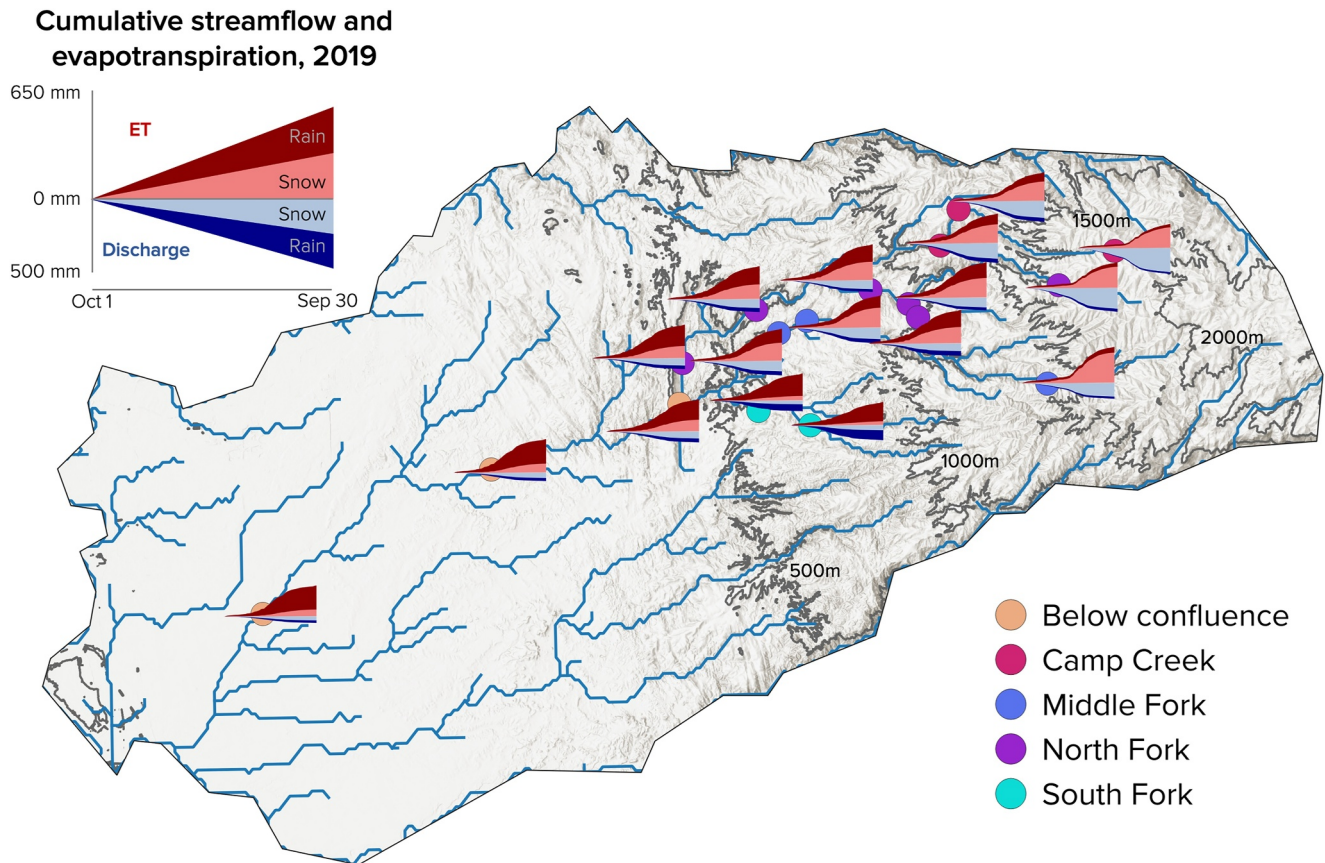 Cumulative streamflow and
evapotranspiration, 2019
650 mm
ET
Rain
Snow
0 mm
Snow
Discharge
Rain
500 mm
Oct 1
Sep 30
1500m
2000m
1000m
500m
Below confluence
Camp Creek
Middle Fork
North Fork
South Fork